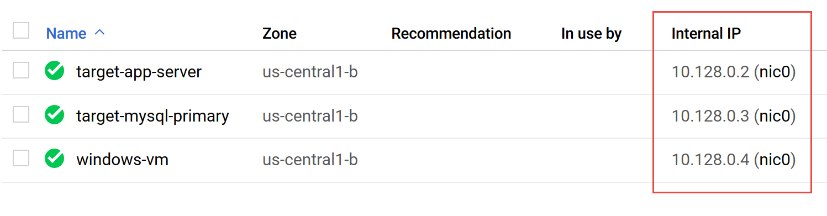 Name Zone Recommendation In use by Internal IP
target-app-server us-central1-b 10.128.0.2 (nic0)
target-mysql-primary us-central1-b 10.128.0.3 (nic0)
windows-vm us-central1-b 10.128.0.4 (nic0)